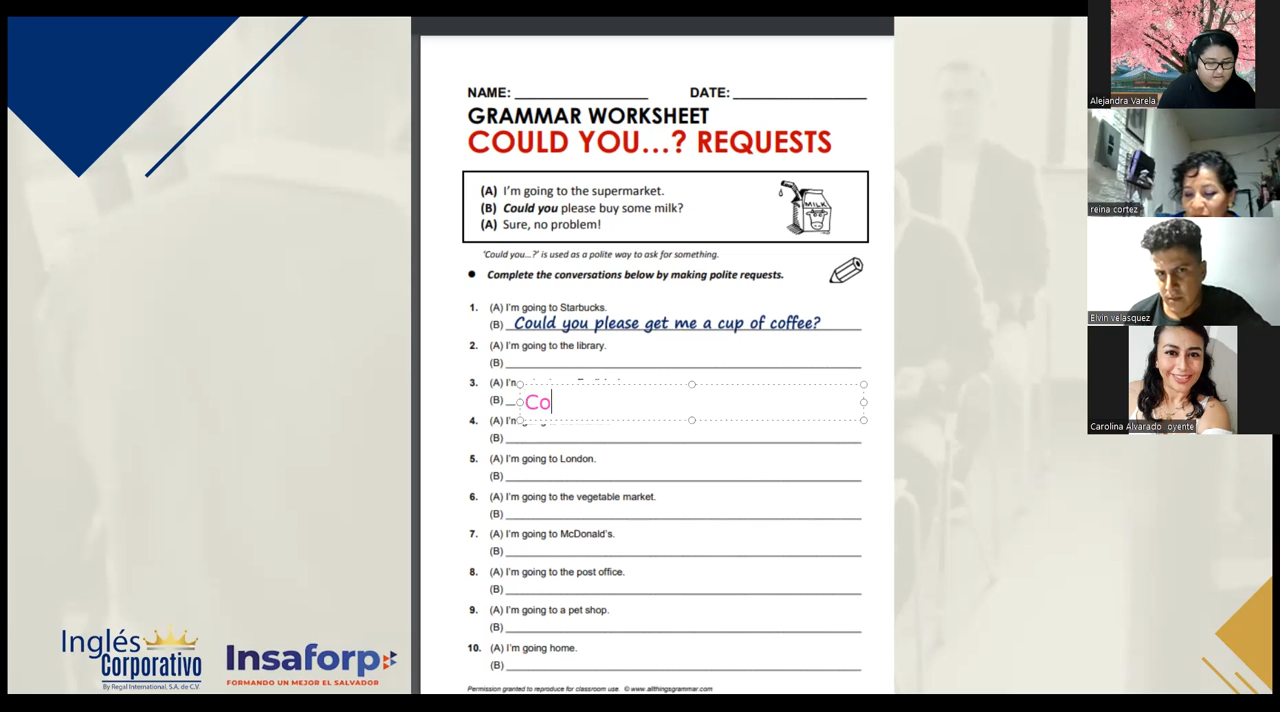 NAME: ____________ DATE: ____________
GRAMMAR WORKSHEET
COULD YOU...? REQUESTS
(A) I'm going to the supermarket.
(B) Could you please buy some milk?
(A) Sure, no problem!
MILK
'Could you...?' is used as a polite way to ask for something.
● Complete the conversations below by making polite requests.
1. (A) I'm going to Starbucks.
(B) Could you please get me a cup of coffee?
2. (A) I'm going to the library.
(B)
3. (A)
(B) Co
4. (A)
(B)
5. (A) I'm going to London.
(B)
6. (A) I'm going to the vegetable market.
(B)
7. (A) I'm going to McDonald's.
(B)
8. (A) I'm going to the post office.
(B)
9. (A) I'm going to a pet shop.
(B)
10. (A) I'm going home.
(B)
Permission granted to reproduce for classroom use. © www.allthingsgrammar.com
Inglés
Corporativo
By Regal International, S.A. de C.V.
Insaforp
FORMANDO UN MEJOR EL SALVADOR
Alejandra Varela
reina cortez
Elvin velasquez
Carolina Alvarado oyente